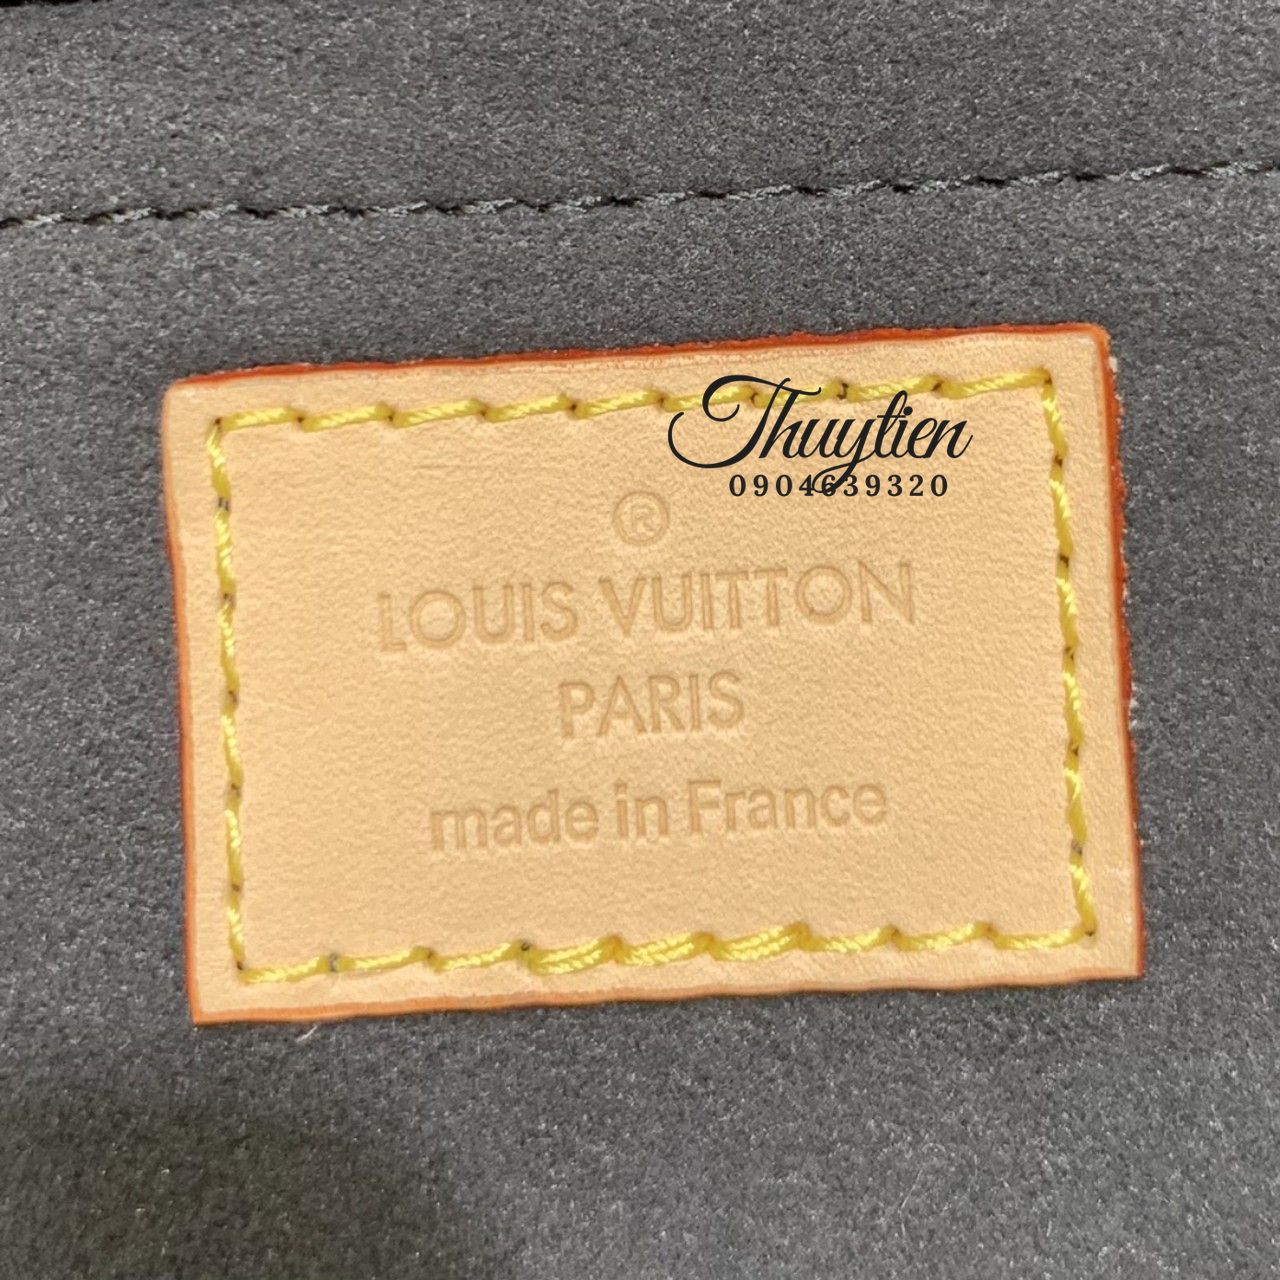 Thuytien
0904639320
®
LOUIS VUITTON
PARIS
made in France